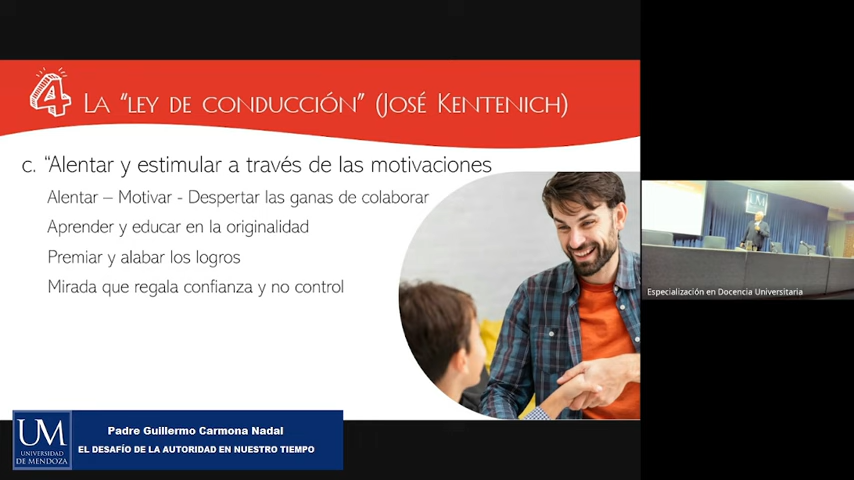 4 LA “LEY DE CONDUCCIÓN” (JOSÉ KENTENICH)
c. “Alentar y estimular a través de las motivaciones
Alentar – Motivar - Despertar las ganas de colaborar
Aprender y educar en la originalidad
Premiar y alabar los logros
Mirada que regala confianza y no control
UM
Especialización en Docencia Universitaria
UM
UNIVERSIDAD
DE MENDOZA
Padre Guillermo Carmona Nadal
EL DESAFÍO DE LA AUTORIDAD EN NUESTRO TIEMPO